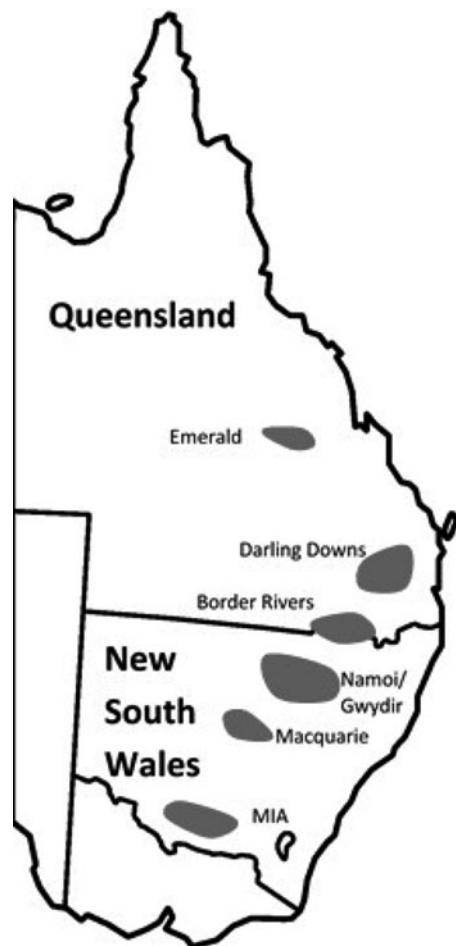 Queensland
Emerald
Darling Downs
Border Rivers
New
South
Wales
Namoi/
Gwydir
Macquarie
MIA